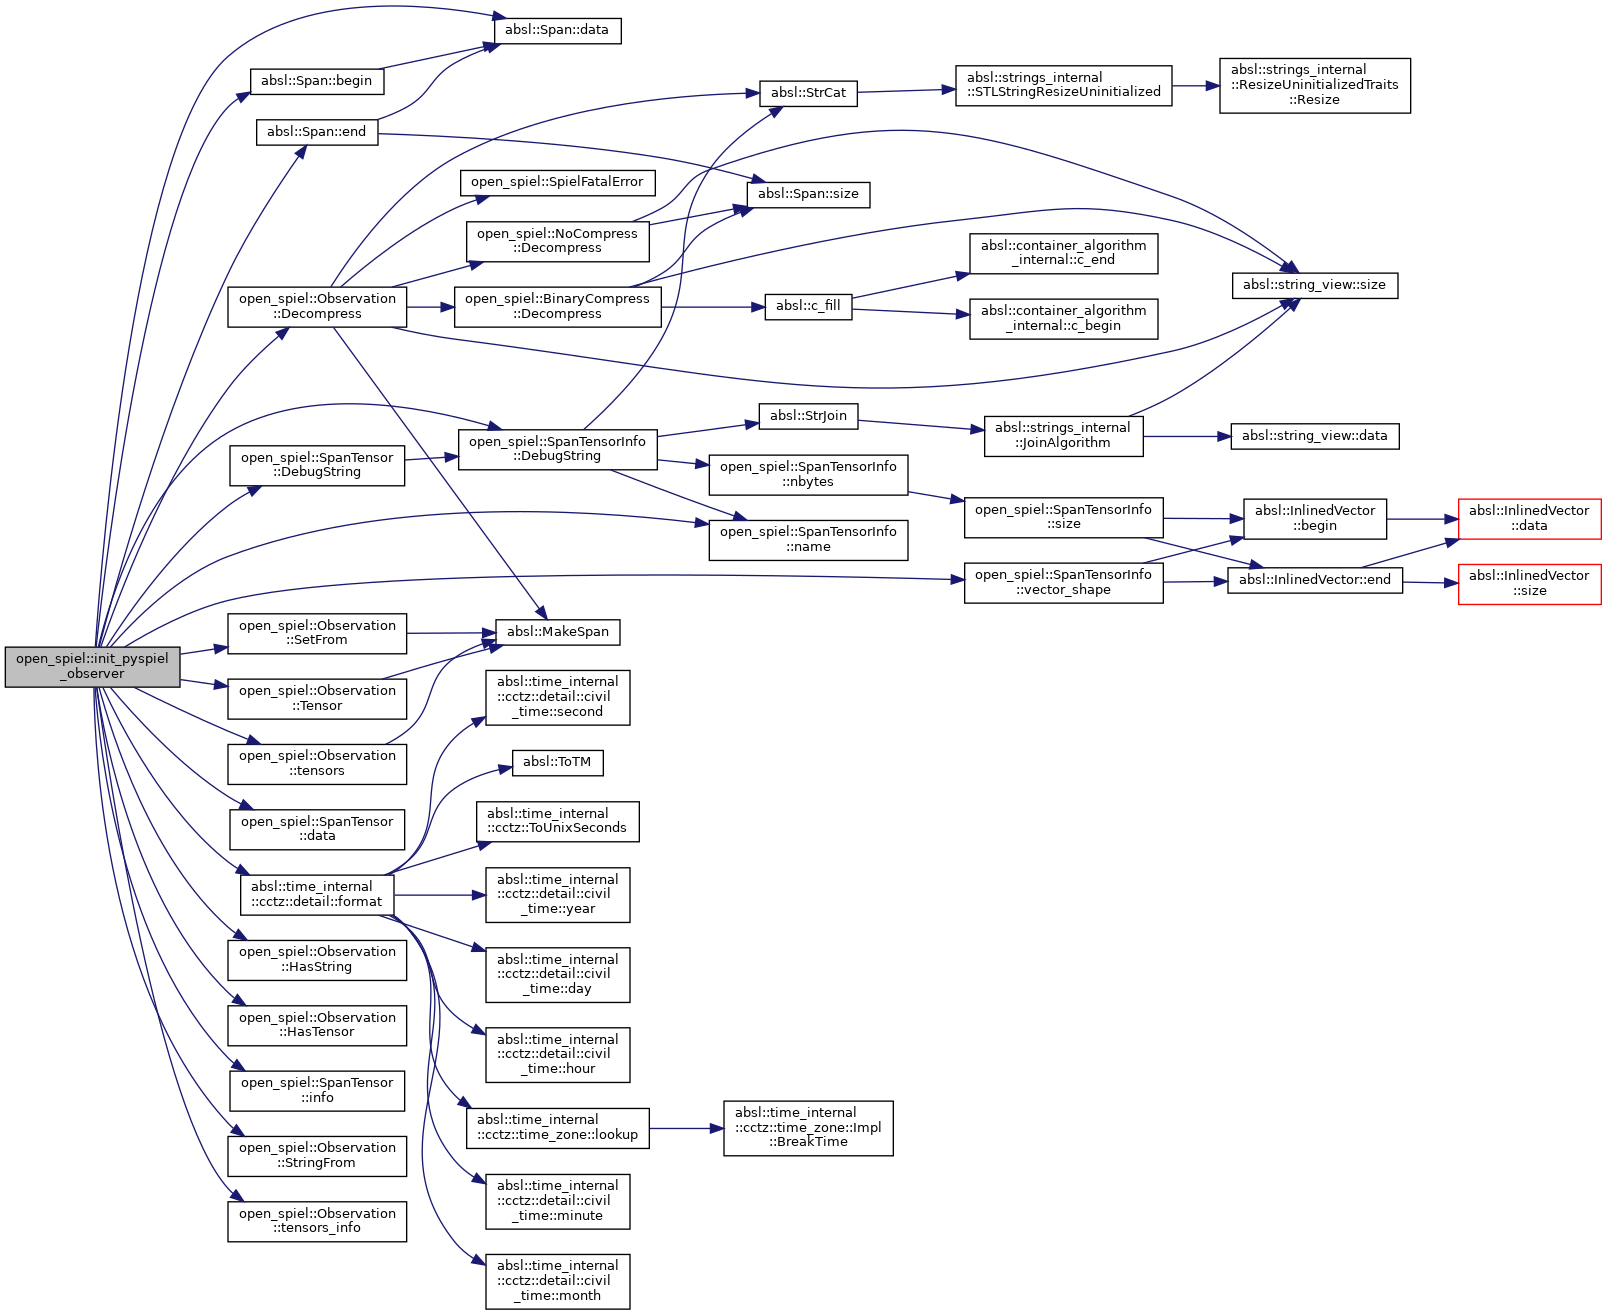 open_spiel::init_pyspiel
_observer
absl::Span::data
absl::Span::begin
absl::Span::end
open_spiel::Observation
::Decompress
open_spiel::SpanTensor
::DebugString
open_spiel::Observation
::SetFrom
open_spiel::Observation
::Tensor
open_spiel::Observation
::tensors
open_spiel::SpanTensor
::data
absl::time_internal
::cctz::detail::format
open_spiel::Observation
::HasString
open_spiel::Observation
::HasTensor
open_spiel::SpanTensor
::info
open_spiel::Observation
::StringFrom
open_spiel::Observation
::tensors_info
open_spiel::SpielFatalError
open_spiel::NoCompress
::Decompress
open_spiel::BinaryCompress
::Decompress
open_spiel::SpanTensorInfo
::DebugString
absl::MakeSpan
absl::time_internal
::cctz::detail::civil
_time::second
absl::ToTM
absl::time_internal
::cctz::ToUnixSeconds
absl::time_internal
::cctz::detail::civil
_time::year
absl::time_internal
::cctz::detail::civil
_time::day
absl::time_internal
::cctz::detail::civil
_time::hour
absl::time_internal
::cctz::time_zone::lookup
absl::time_internal
::cctz::detail::civil
_time::minute
absl::time_internal
::cctz::detail::civil
_time::month
absl::StrCat
absl::Span::size
absl::c_fill
absl::StrJoin
open_spiel::SpanTensorInfo
::nbytes
open_spiel::SpanTensorInfo
::name
absl::time_internal
::cctz::time_zone::Impl
::BreakTime
absl::strings_internal
::STLStringResizeUninitialized
absl::container_algorithm
_internal::c_end
absl::container_algorithm
_internal::c_begin
absl::strings_internal
::JoinAlgorithm
open_spiel::SpanTensorInfo
::size
open_spiel::SpanTensorInfo
::vector_shape
absl::strings_internal
::ResizeUninitializedTraits
::Resize
absl::string_view::size
absl::string_view::data
absl::InlinedVector
::begin
absl::InlinedVector::end
absl::InlinedVector
::data
absl::InlinedVector
::size